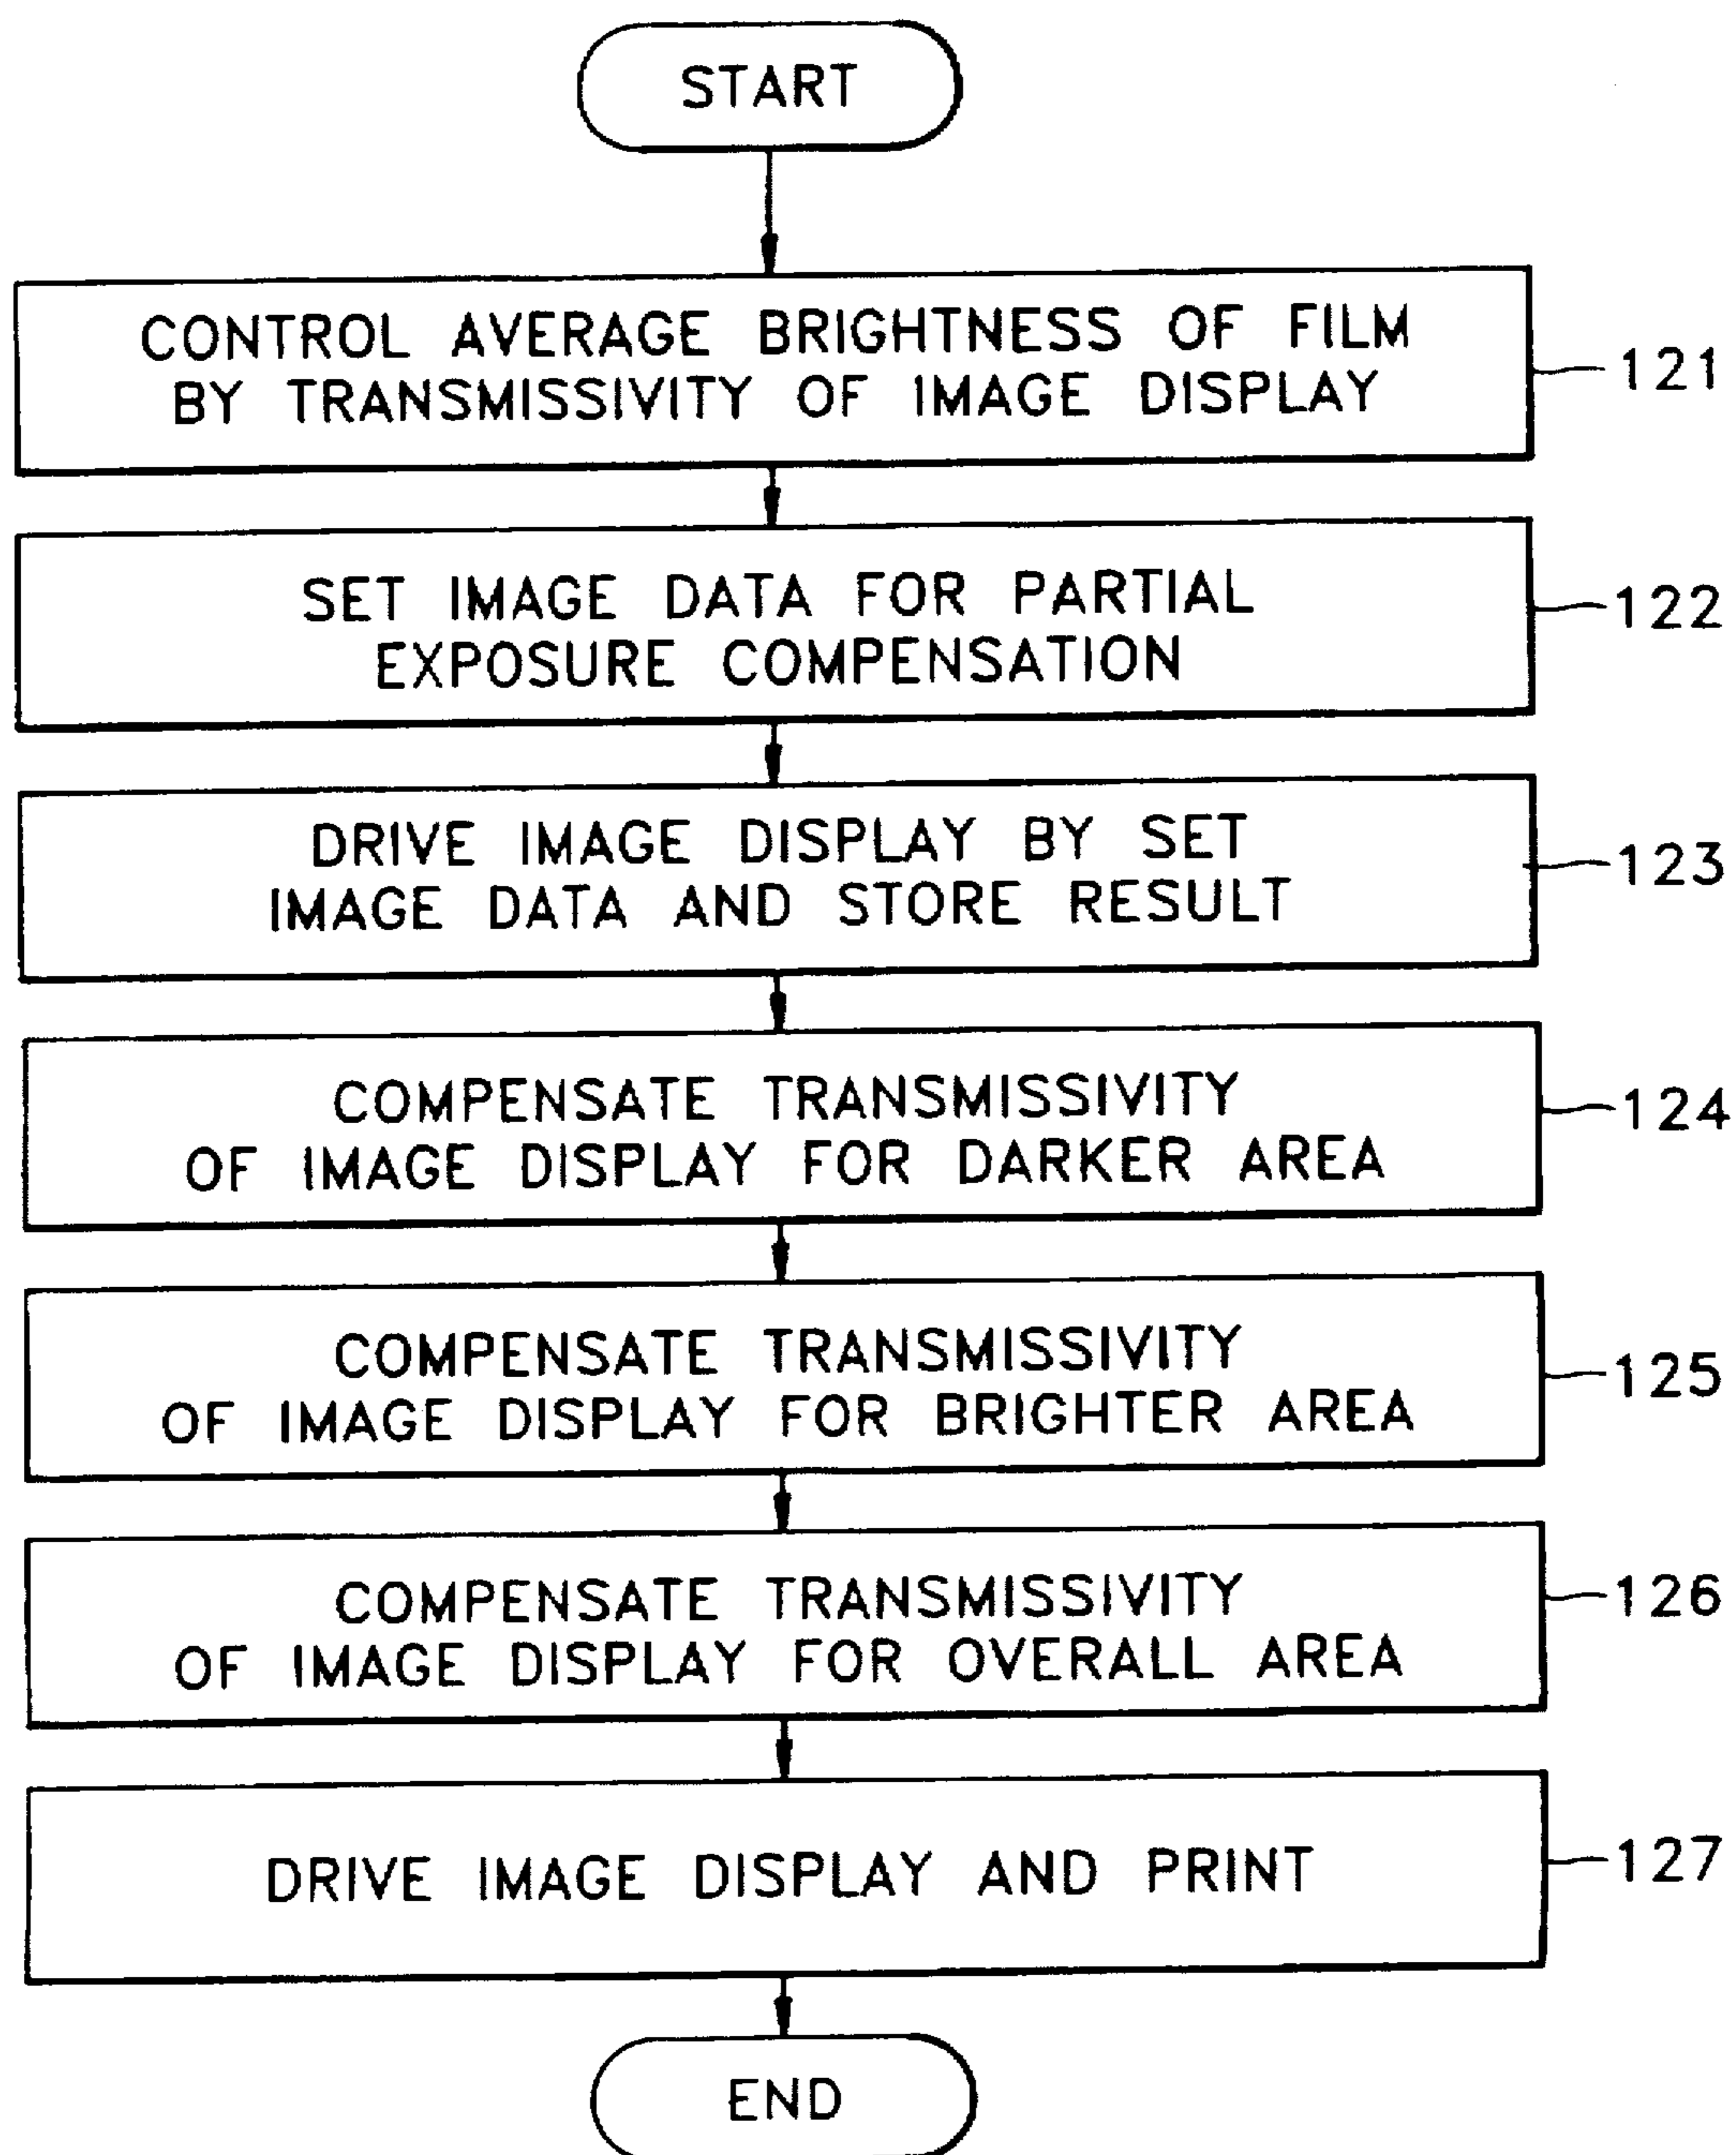 START
CONTROL AVERAGE BRIGHTNESS OF FILM
BY TRANSMISSIVITY OF IMAGE DISPLAY
121
SET IMAGE DATA FOR PARTIAL
EXPOSURE COMPENSATION
122
DRIVE IMAGE DISPLAY BY SET
IMAGE DATA AND STORE RESULT
123
COMPENSATE TRANSMISSIVITY
OF IMAGE DISPLAY FOR DARKER AREA
124
COMPENSATE TRANSMISSIVITY
OF IMAGE DISPLAY FOR BRIGHTER AREA
125
COMPENSATE TRANSMISSIVITY
OF IMAGE DISPLAY FOR OVERALL AREA
126
DRIVE IMAGE DISPLAY AND PRINT
127
END